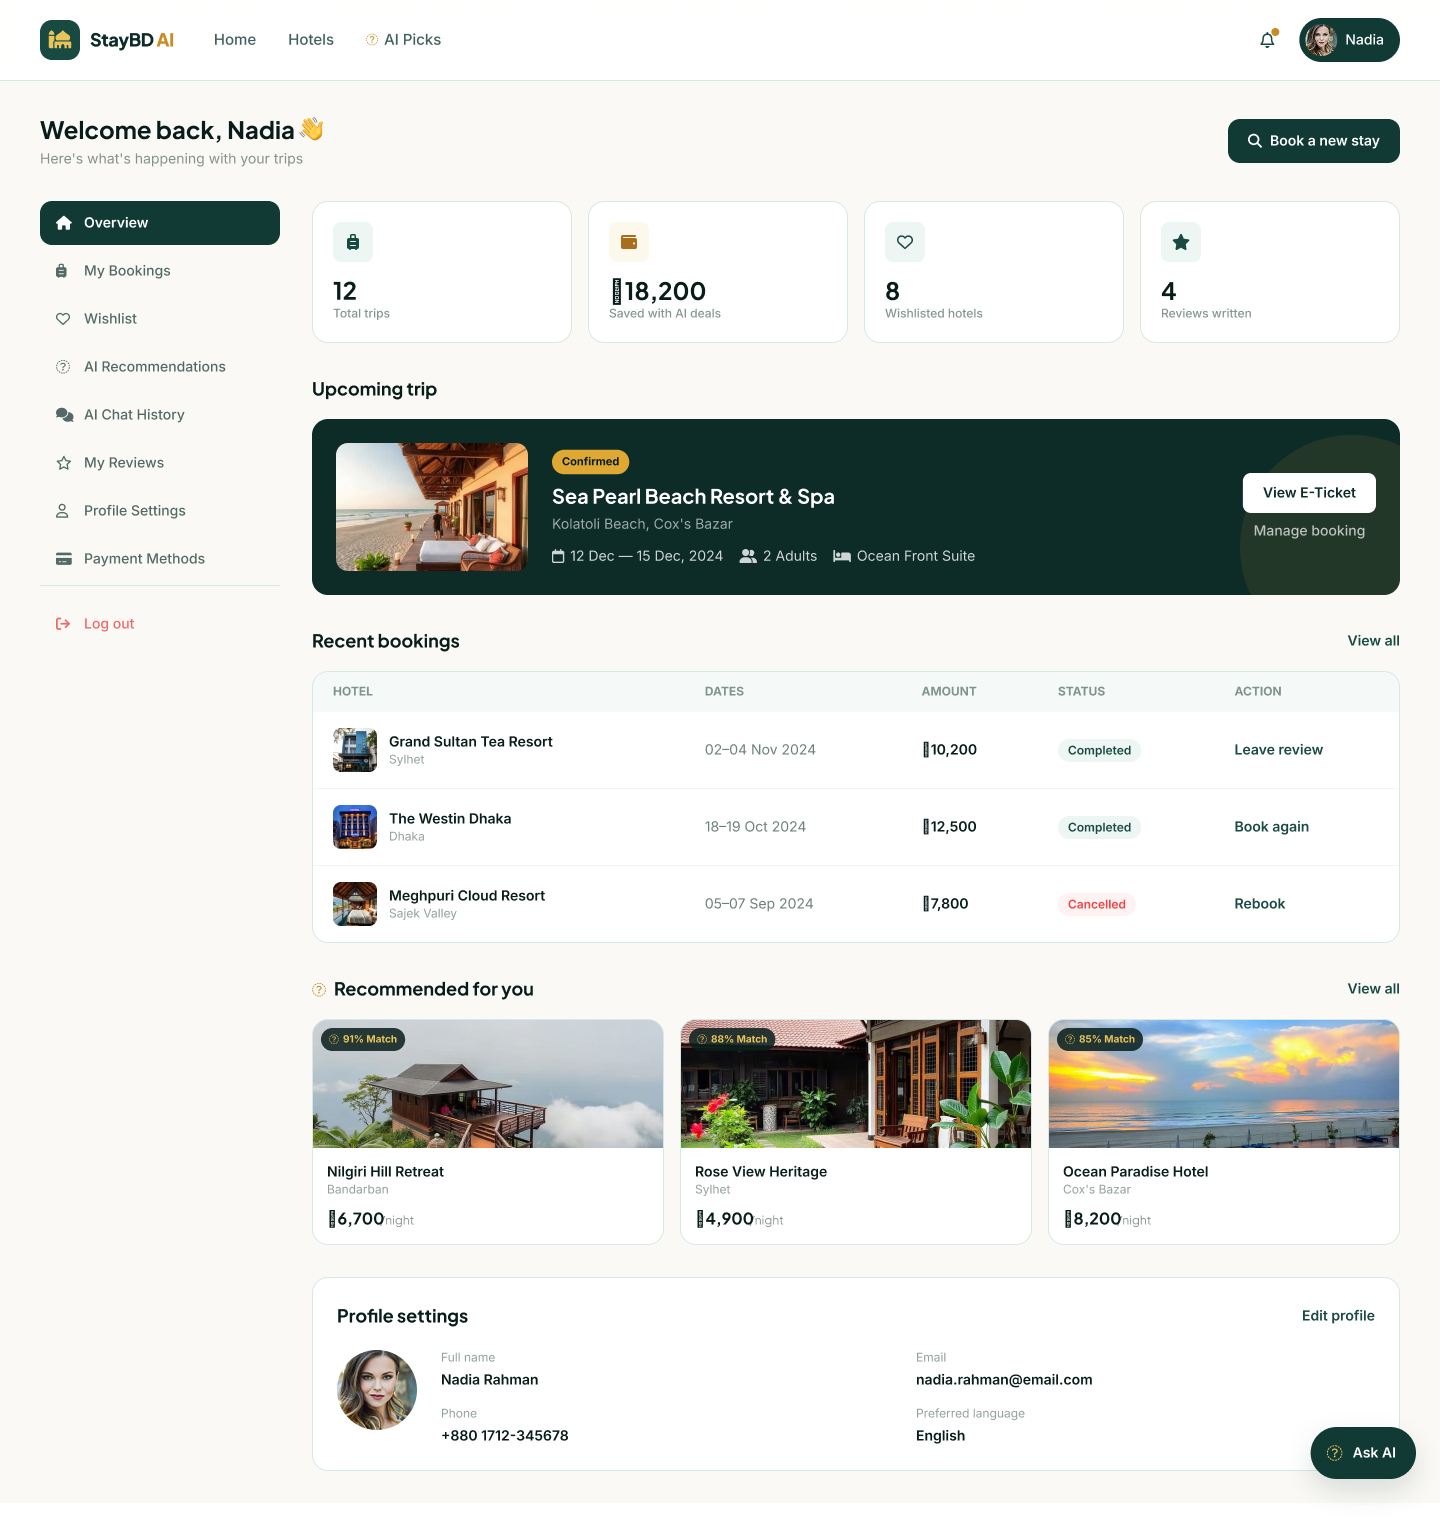 StayBD AI
Home
Hotels
AI Picks
Nadia
Welcome back, Nadia 👋
Here's what's happening with your trips
Book a new stay
Overview
My Bookings
Wishlist
AI Recommendations
AI Chat History
My Reviews
Profile Settings
Payment Methods
Log out
12
Total trips
18,200
Saved with AI deals
8
Wishlisted hotels
4
Reviews written
Upcoming trip
Confirmed
Sea Pearl Beach Resort & Spa
Kolatoli Beach, Cox's Bazar
12 Dec — 15 Dec, 2024
2 Adults
Ocean Front Suite
View E-Ticket
Manage booking
Recent bookings
View all
HOTEL DATES AMOUNT STATUS ACTION
Grand Sultan Tea Resort
Sylhet
02–04 Nov 2024
10,200
Completed
Leave review
The Westin Dhaka
Dhaka
18–19 Oct 2024
12,500
Completed
Book again
Meghpuri Cloud Resort
Sajek Valley
05–07 Sep 2024
7,800
Cancelled
Rebook
Recommended for you
View all
91% Match
Nilgiri Hill Retreat
Bandarban
6,700/night
88% Match
Rose View Heritage
Sylhet
4,900/night
85% Match
Ocean Paradise Hotel
Cox's Bazar
8,200/night
Profile settings
Edit profile
Full name
Nadia Rahman
Email
nadia.rahman@email.com
Phone
+880 1712-345678
Preferred language
English
Ask AI